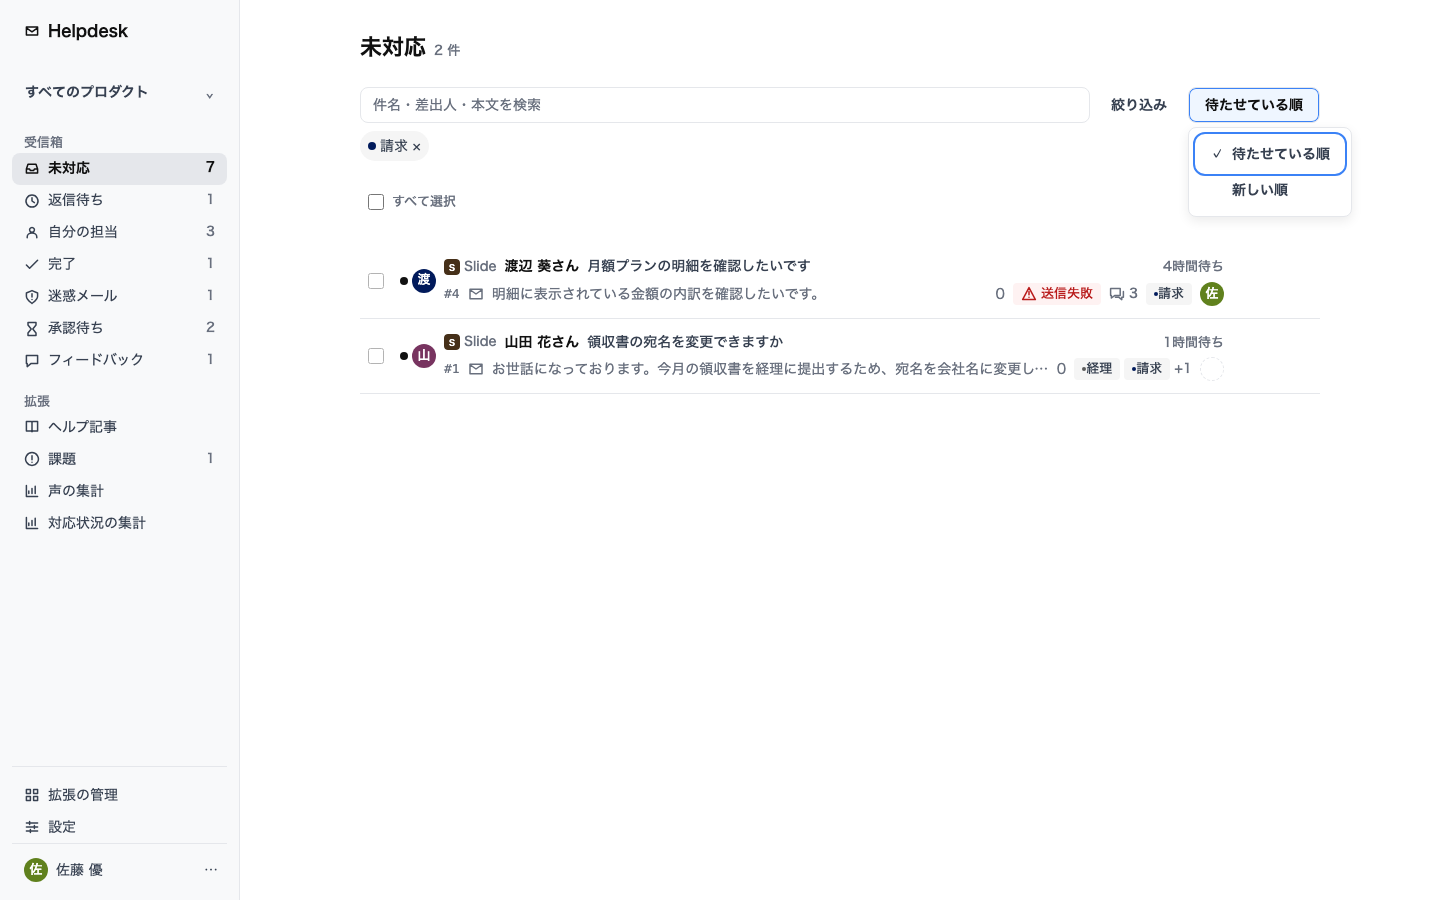 Helpdesk
すべてのプロダクト
受信箱
未対応 7
返信待ち 1
自分の担当 3
完了 1
迷惑メール 1
承認待ち 2
フィードバック 1
拡張
ヘルプ記事
課題 1
声の集計
対応状況の集計
拡張の管理
設定
佐 佐藤 優 …
未対応 2 件
件名・差出人・本文を検索 絞り込み 待たせている順
請求 ×
✓ 待たせている順
新しい順
すべて選択
渡 S Slide 渡辺 葵さん 月額プランの明細を確認したいです 4時間待ち
#4 明細に表示されている金額の内訳を確認したいです。 0 送信失敗 3 •請求 佐
山 S Slide 山田 花さん 領収書の宛名を変更できますか 1時間待ち
#1 お世話になっております。今月の領収書を経理に提出するため、宛名を会社名に変更し… 0 •経理 •請求 +1